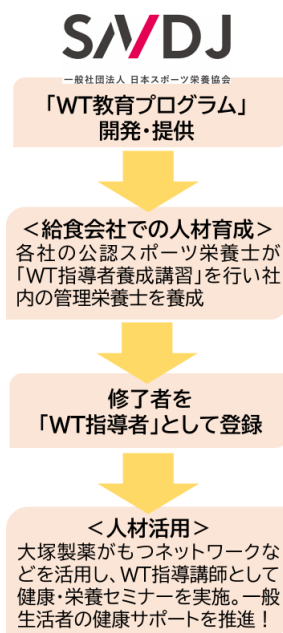 SNDJ
一般社団法人 日本スポーツ栄養協会
「WT教育プログラム」
開発・提供
＜給食会社での人材育成＞
各社の公認スポーツ栄養士が
「WT指導者養成講習」を行い社
内の管理栄養士を養成
修了者を
「WT指導者」として登録
＜人材活用＞
大塚製薬がもつネットワークな
どを活用し、WT指導講師として
健康・栄養セミナーを実施。一般
生活者の健康サポートを推進！